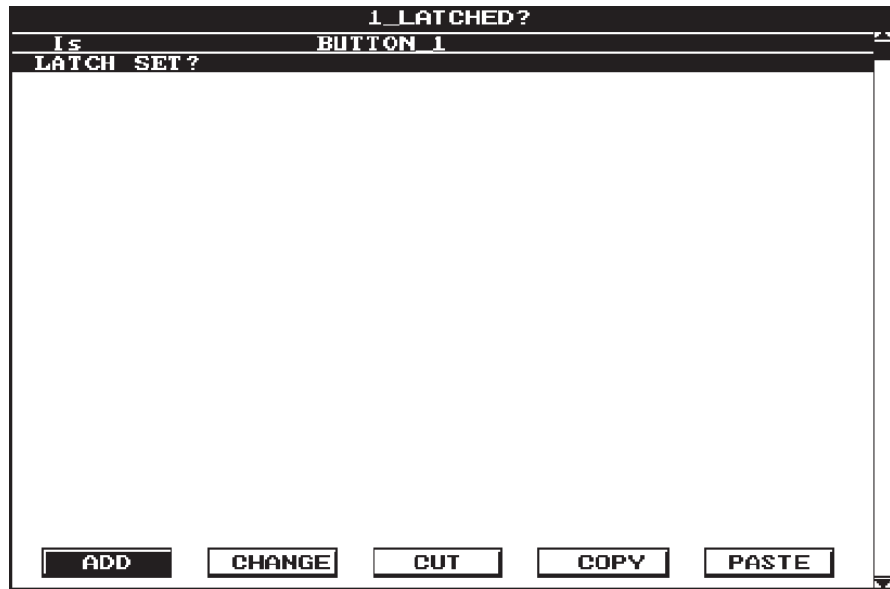 1_LATCHED?
Is BUTTON_1
LATCH SET?
ADD CHANGE CUT COPY PASTE